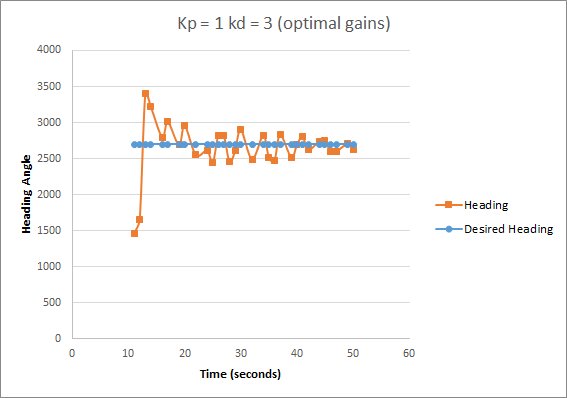 Kp = 1 kd = 3 (optimal gains)
4000
3500
3000
2500
2000
1500
1000
500
0
0 10 20 30 40 50 60
Heading Angle
Time (seconds)
Heading
Desired Heading